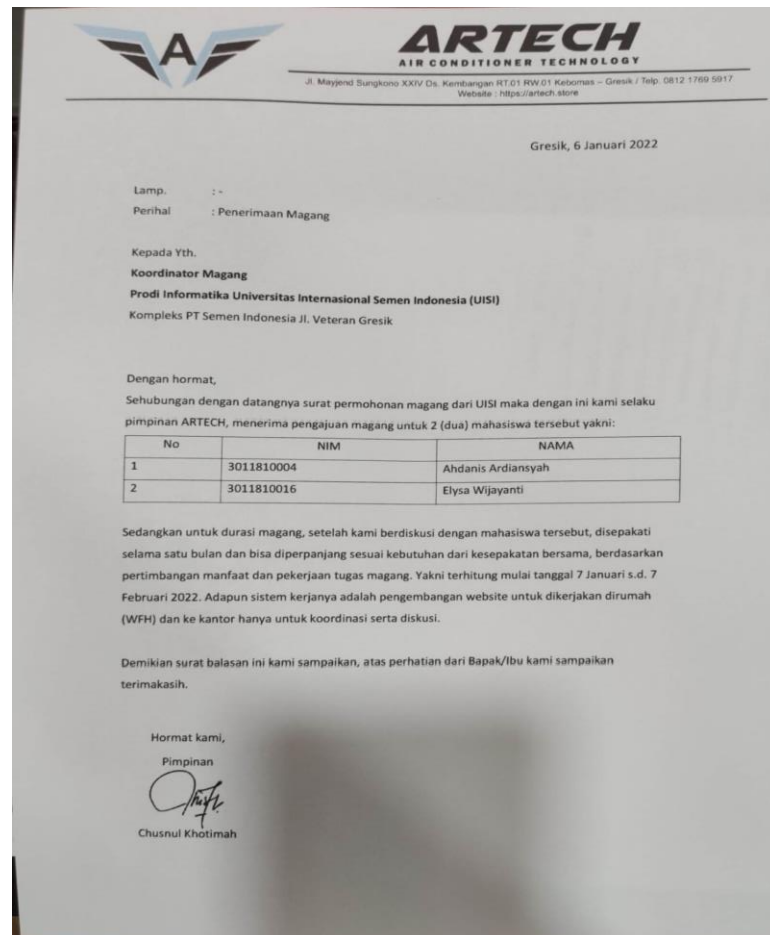 A
ARTECH
AIR CONDITIONER TECHNOLOGY
Jl. Mayjend Sungkono XXIV Ds. Kembangan RT.01 RW.01 Kebomas – Gresik / Telp. 0812 1769 5917
Website : https://artech.store
Gresik, 6 Januari 2022
Lamp. : -
Perihal : Penerimaan Magang
Kepada Yth.
Koordinator Magang
Prodi Informatika Universitas Internasional Semen Indonesia (UISI)
Kompleks PT Semen Indonesia Jl. Veteran Gresik
Dengan hormat,
Sehubungan dengan datangnya surat permohonan magang dari UISI maka dengan ini kami selaku
pimpinan ARTECH, menerima pengajuan magang untuk 2 (dua) mahasiswa tersebut yakni:
No NIM NAMA
1 3011810004 Ahdanis Ardiansyah
2 3011810016 Elysa Wijayanti
Sedangkan untuk durasi magang, setelah kami berdiskusi dengan mahasiswa tersebut, disepakati
selama satu bulan dan bisa diperpanjang sesuai kebutuhan dari kesepakatan bersama, berdasarkan
pertimbangan manfaat dan pekerjaan tugas magang. Yakni terhitung mulai tanggal 7 Januari s.d. 7
Februari 2022. Adapun sistem kerjanya adalah pengembangan website untuk dikerjakan dirumah
(WFH) dan ke kantor hanya untuk koordinasi serta diskusi.
Demikian surat balasan ini kami sampaikan, atas perhatian dari Bapak/Ibu kami sampaikan
terimakasih.
Hormat kami,
Pimpinan
Chusnul Khotimah